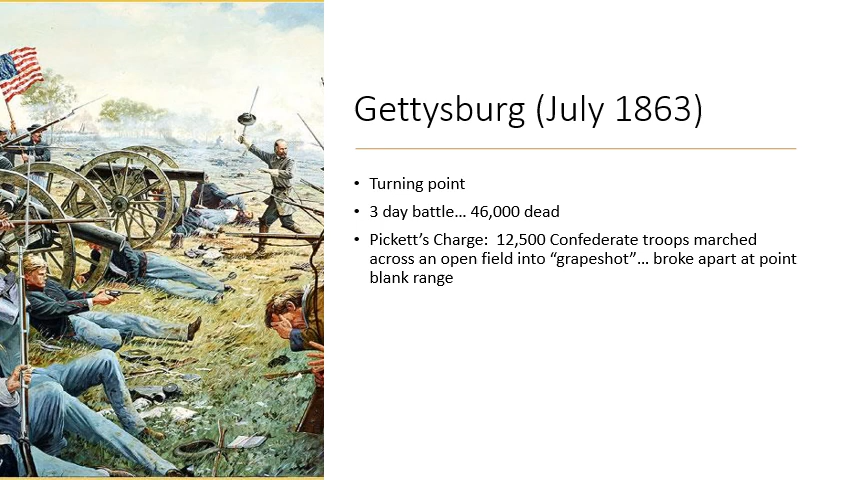 Gettysburg (July 1863)
• Turning point
• 3 day battle… 46,000 dead
• Pickett’s Charge:  12,500 Confederate troops marched
across an open field into “grapeshot”… broke apart at point
blank range